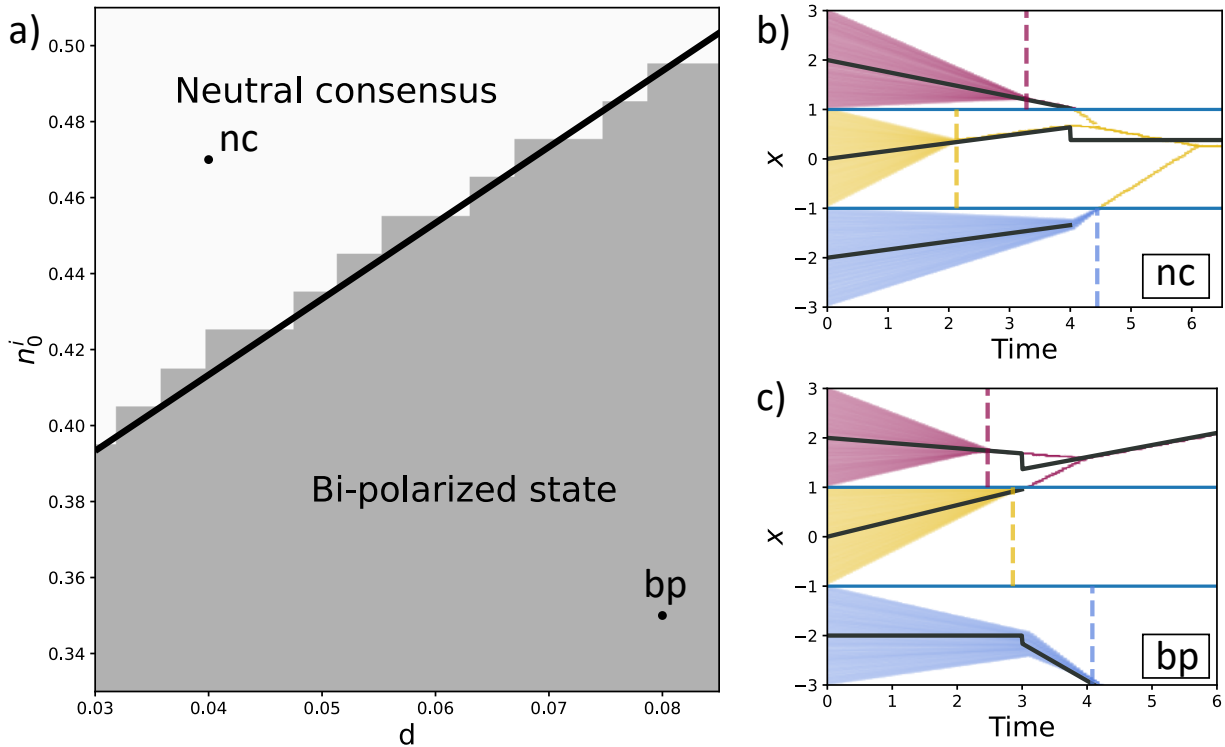 a)
0.50
0.48
0.46
0.44
0.42
0.40
0.38
0.36
0.34
n₀ⁱ
Neutral consensus
nc
Bi-polarized state
bp
0.03 0.04 0.05 0.06 0.07 0.08
d
b)
3
2
1
0
−1
−2
−3
x
nc
0 1 2 3 4 5 6
Time
c)
3
2
1
0
−1
−2
−3
x
bp
0 1 2 3 4 5 6
Time